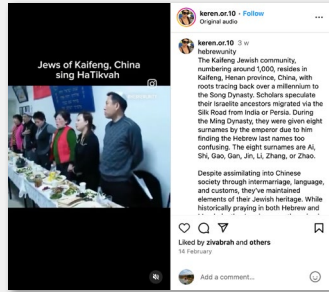 Jews of Kaifeng, China
sing HaTikvah
keren.or.10 • Follow
Original audio
keren.or.10 3 w
hebrewunity
The Kaifeng Jewish community,
numbering around 1,000, resides in
Kaifeng, Henan province, China, with
roots tracing back over a millennium to
the Song Dynasty. Scholars speculate
their Israelite ancestors migrated via the
Silk Road from India or Persia. During
the Ming Dynasty, they were given eight
surnames by the emperor due to him
finding the Hebrew last names too
confusing. The eight surnames are Ai,
Shi, Gao, Gan, Jin, Li, Zhang, or Zhao.
Despite assimilating into Chinese
society through intermarriage, language,
and customs, they've maintained
elements of their Jewish heritage. While
historically praying in both Hebrew and
Liked by zivabrah and others
14 February
Add a comment...